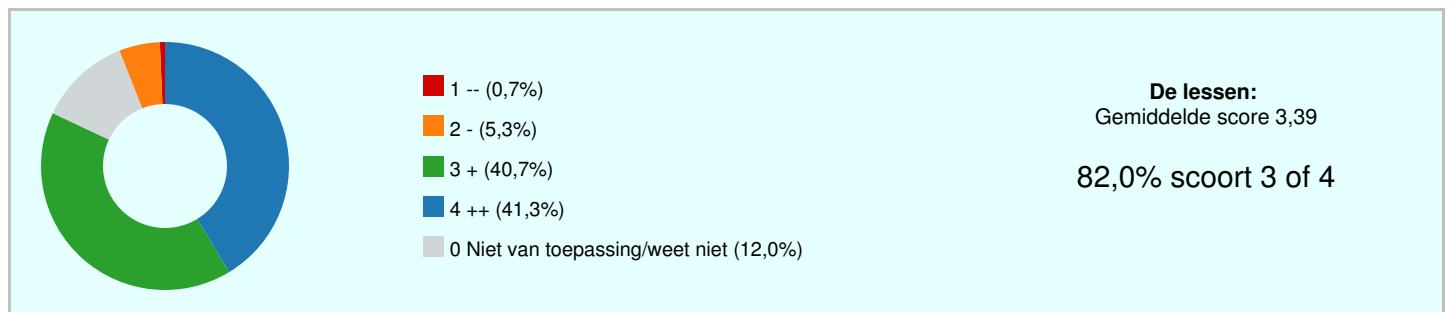 1 -- (0,7%)
2 - (5,3%)
3 + (40,7%)
4 ++ (41,3%)
0 Niet van toepassing/weet niet (12,0%)
De lessen:
Gemiddelde score 3,39
82,0% scoort 3 of 4